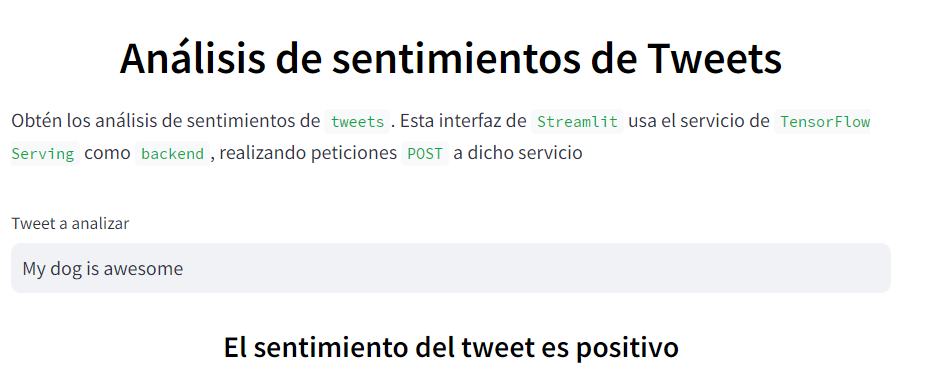 Análisis de sentimientos de Tweets
Obtén los análisis de sentimientos de tweets. Esta interfaz de Streamlit usa el servicio de TensorFlow
Serving como backend, realizando peticiones POST a dicho servicio
Tweet a analizar
My dog is awesome
El sentimiento del tweet es positivo